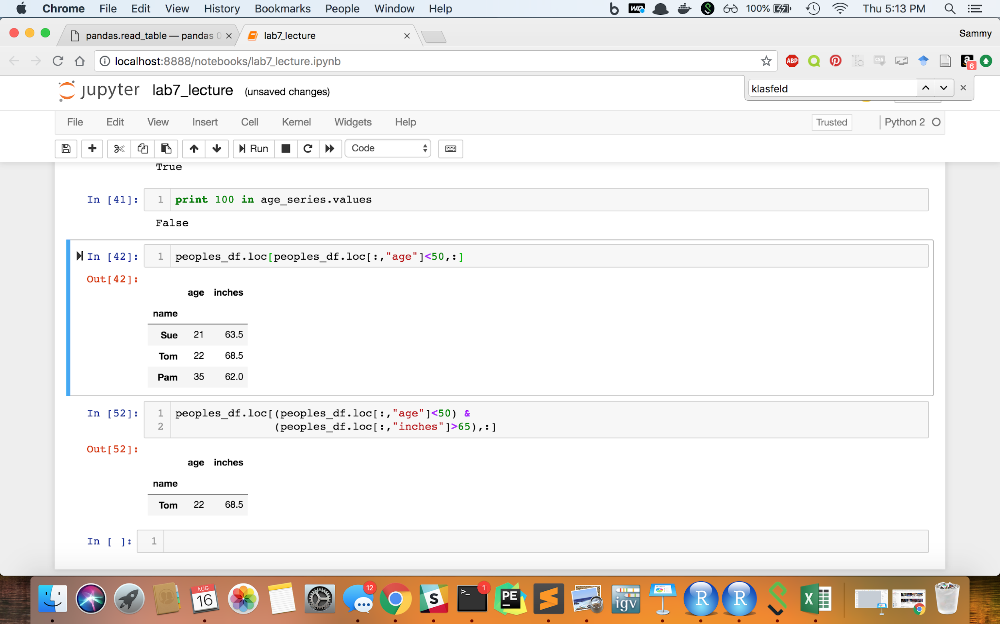 Chrome File Edit View History Bookmarks People Window Help 100% Thu 5:13 PM
pandas.read_table — pandas 0 lab7_lecture Sammy
localhost:8888/notebooks/lab7_lecture.ipynb ABP CSS a 6
jupyter lab7_lecture (unsaved changes) klasfeld
File Edit View Insert Cell Kernel Widgets Help Trusted Python 2
Run Code
True
In [41]: 1 print 100 in age_series.values
False
In [42]: 1 peoples_df.loc[peoples_df.loc[:,"age"]<50,:]
Out[42]:
age inches
name
Sue 21 63.5
Tom 22 68.5
Pam 35 62.0
In [52]: 1 peoples_df.loc[(peoples_df.loc[:,"age"]<50) &
2 (peoples_df.loc[:,"inches"]>65),:]
Out[52]:
age inches
name
Tom 22 68.5
In [ ]: 1
AUG 16 12 S >_ 1 PE igv R R X